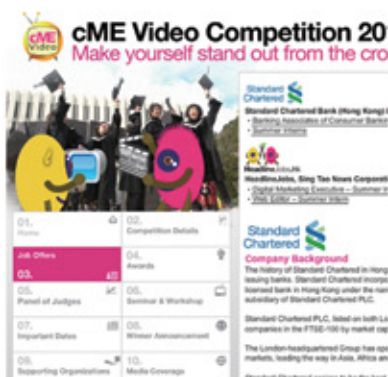 cME Video
cME Video Competition 20
Make yourself stand out from the cro
Standard
Chartered
Standard Chartered Bank (Hong Kong)
• Banking Associates of Consumer Bankin
• Summer Interns
HeadlineJobs.hk
HeadlineJobs, Sing Tao News Corporati
• Digital Marketing Executive – Summer
• Web Editor – Summer Intern
Standard
Chartered
Company Background
The history of Standard Chartered in Hong
issuing banks. Standard Chartered incorpo
licensed bank in Hong Kong under the nam
subsidiary of Standard Chartered PLC.
Standard Chartered PLC, listed on both Lo
companies in the FTSE-100 by market cap
The London-headquartered Group has ope
markets, leading the way in Asia, Africa an
01.
Home
02.
Competition Details
Job Offers
03.
04.
Awards
05.
Panel of Judges
06.
Seminar & Workshop
07.
Important Dates
08.
Winner Announcement
09.
Supporting Organizations
10.
Media Coverage